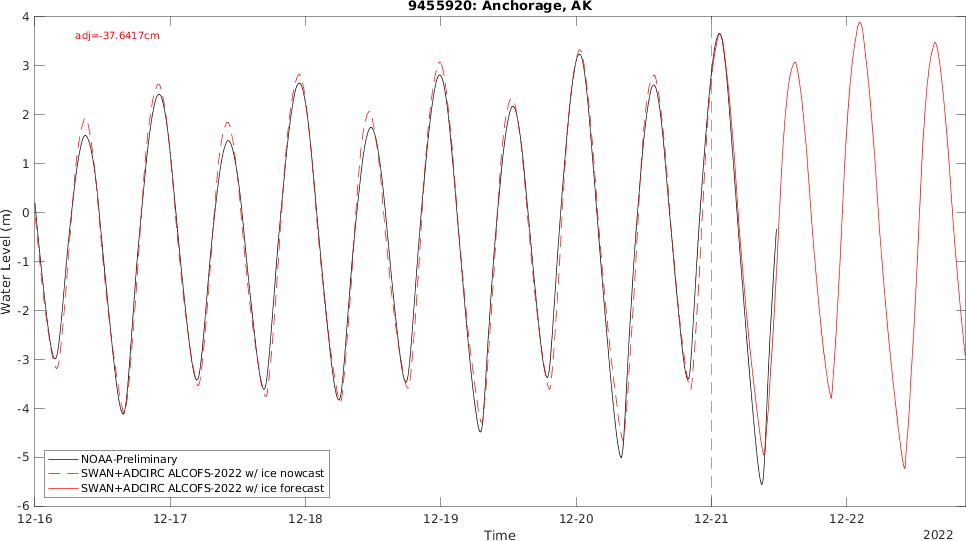 9455920: Anchorage, AK
adj=-37.6417cm
4
3
2
1
0
-1
-2
-3
-4
-5
-6
Water Level (m)
NOAA-Preliminary
SWAN+ADCIRC ALCOFS-2022 w/ ice nowcast
SWAN+ADCIRC ALCOFS-2022 w/ ice forecast
12-16 12-17 12-18 12-19 12-20 12-21 12-22
Time
2022